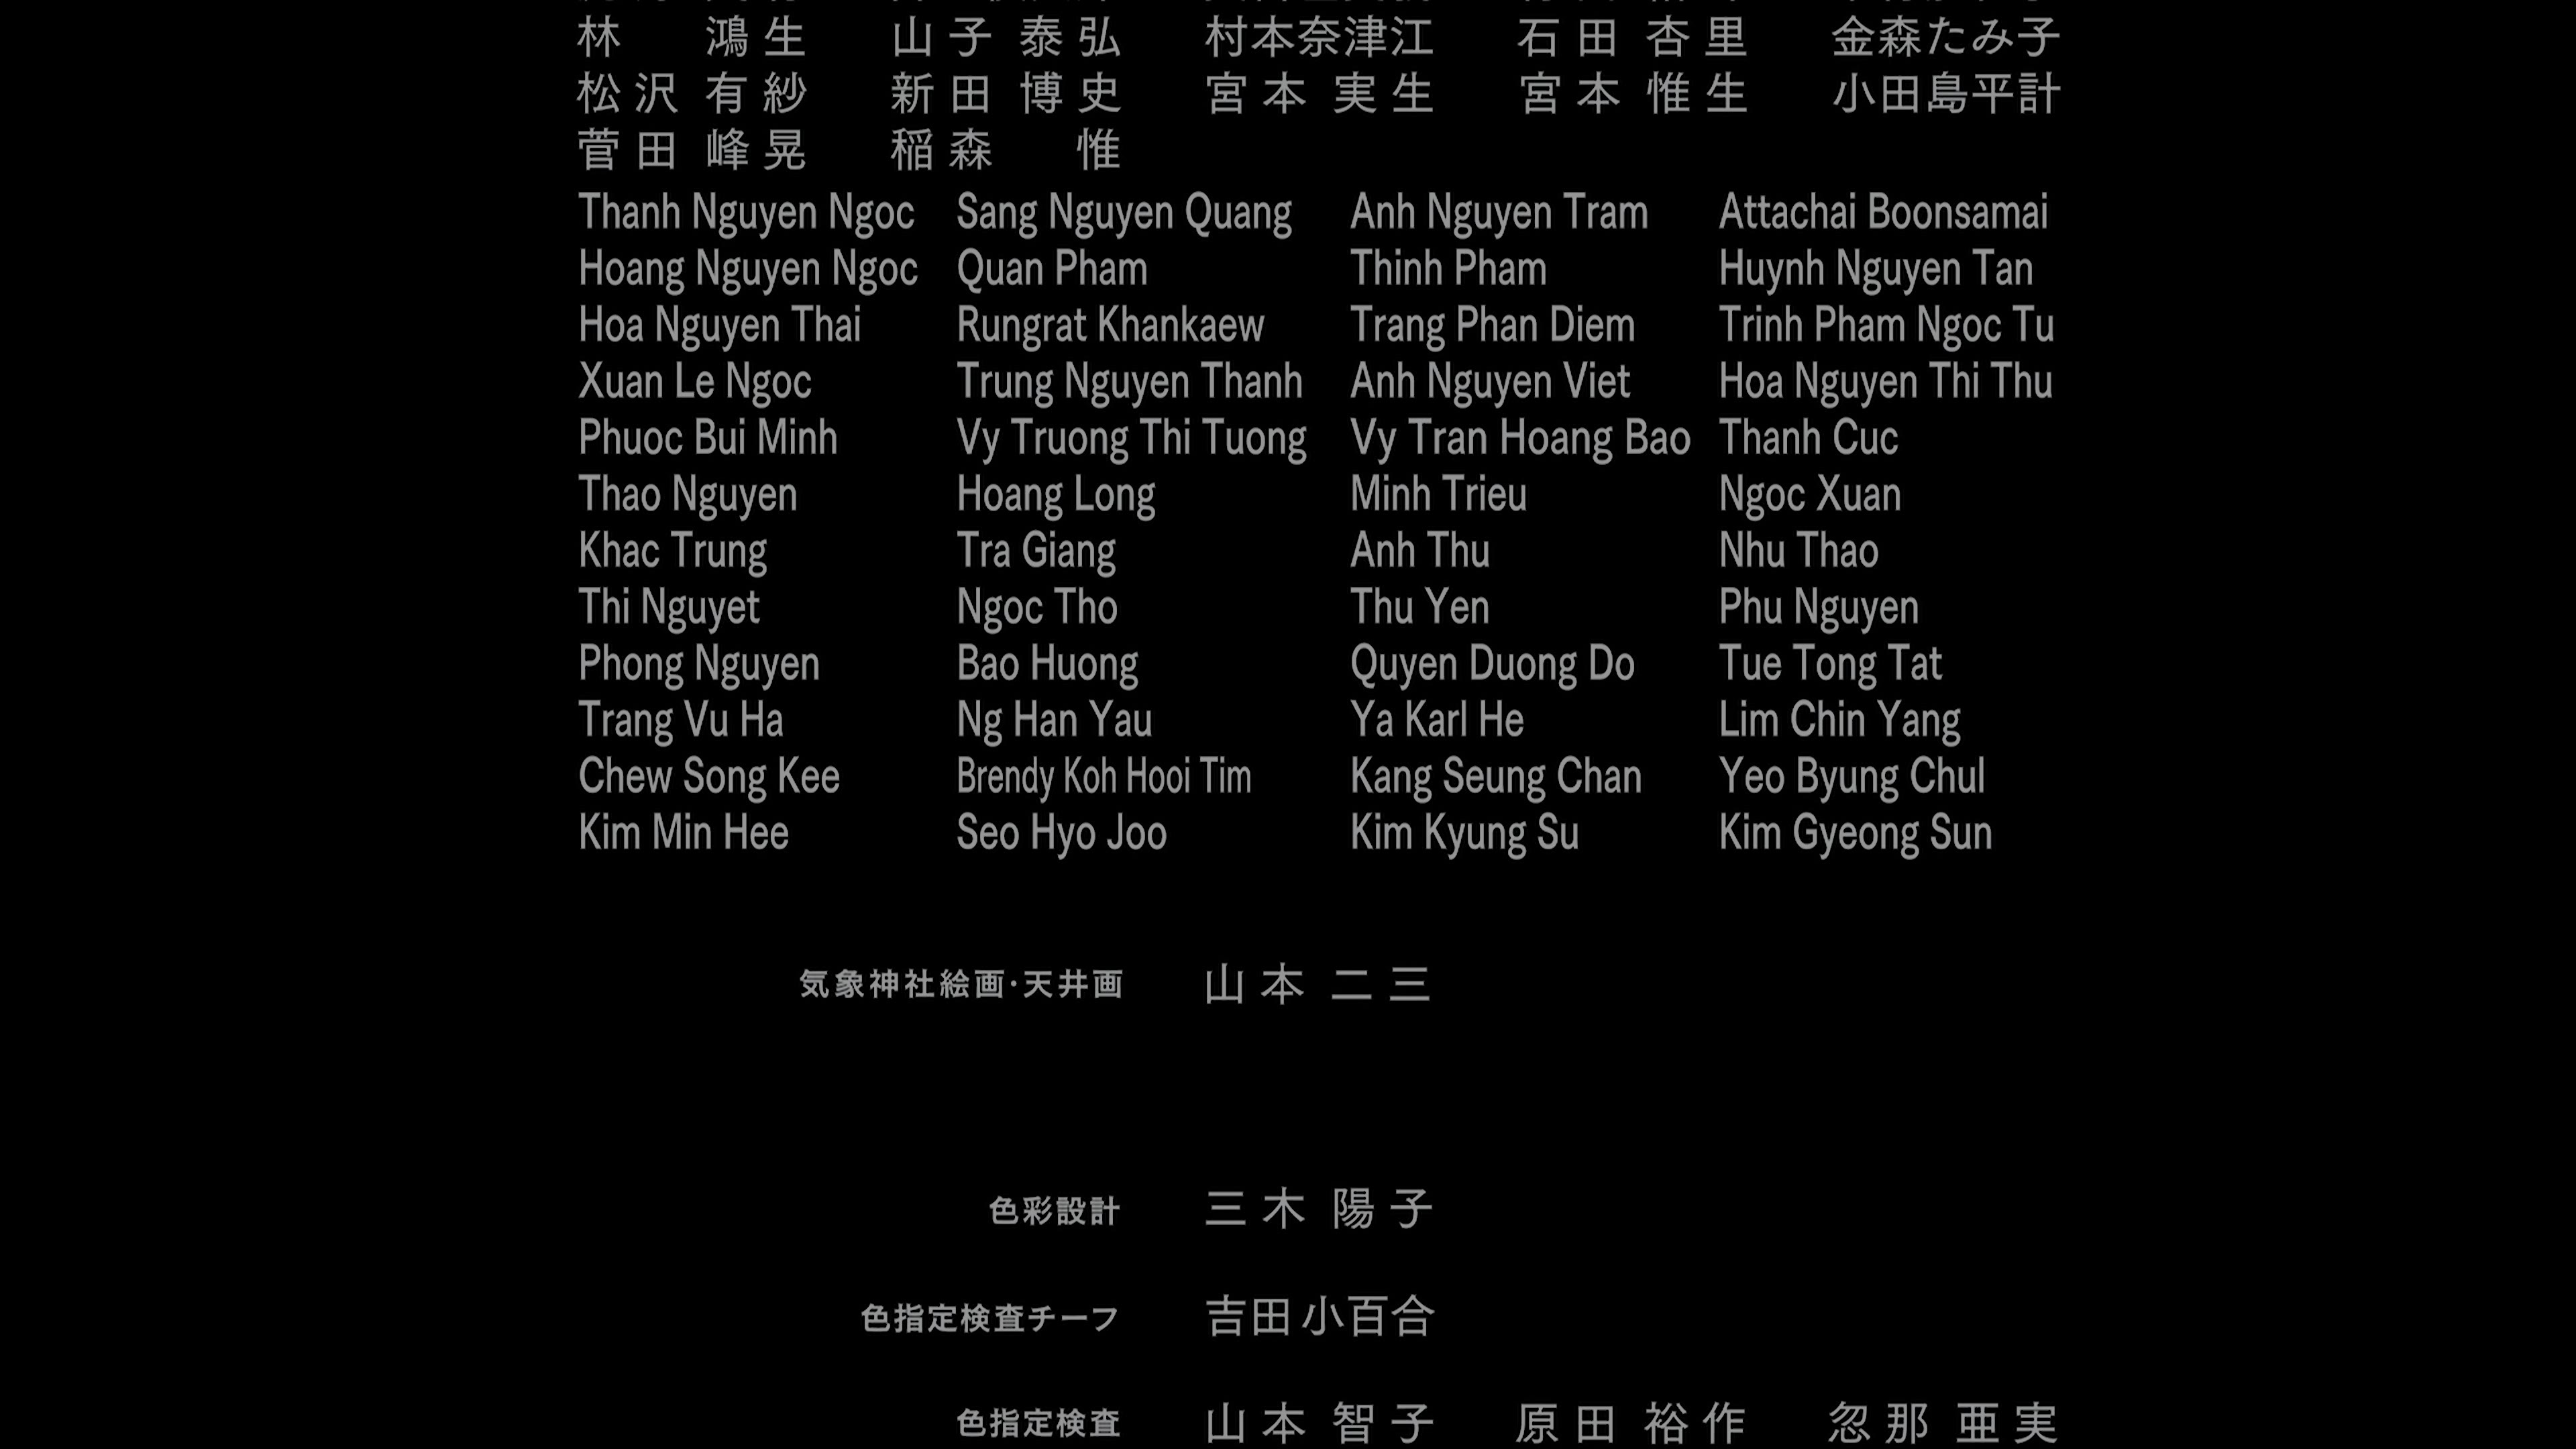 林 鴻生 山子 泰弘 村本奈津江 石田 杏里 金森たみ子
松沢 有紗 新田 博史 宮本 実生 宮本 惟生 小田島平計
菅田 峰晃 稲森 惟
Thanh Nguyen Ngoc Sang Nguyen Quang Anh Nguyen Tram Attachai Boonsamai
Hoang Nguyen Ngoc Quan Pham Thinh Pham Huynh Nguyen Tan
Hoa Nguyen Thai Rungrat Khankaew Trang Phan Diem Trinh Pham Ngoc Tu
Xuan Le Ngoc Trung Nguyen Thanh Anh Nguyen Viet Hoa Nguyen Thi Thu
Phuoc Bui Minh Vy Truong Thi Tuong Vy Tran Hoang Bao Thanh Cuc
Thao Nguyen Hoang Long Minh Trieu Ngoc Xuan
Khac Trung Tra Giang Anh Thu Nhu Thao
Thi Nguyet Ngoc Tho Thu Yen Phu Nguyen
Phong Nguyen Bao Huong Quyen Duong Do Tue Tong Tat
Trang Vu Ha Ng Han Yau Ya Karl He Lim Chin Yang
Chew Song Kee Brendy Koh Hooi Tim Kang Seung Chan Yeo Byung Chul
Kim Min Hee Seo Hyo Joo Kim Kyung Su Kim Gyeong Sun
気象神社絵画・天井画 山本 二三
色彩設計 三木 陽子
色指定検査チーフ 吉田小百合
色指定検査 山本 智子 原田 裕作 忽那 亜実